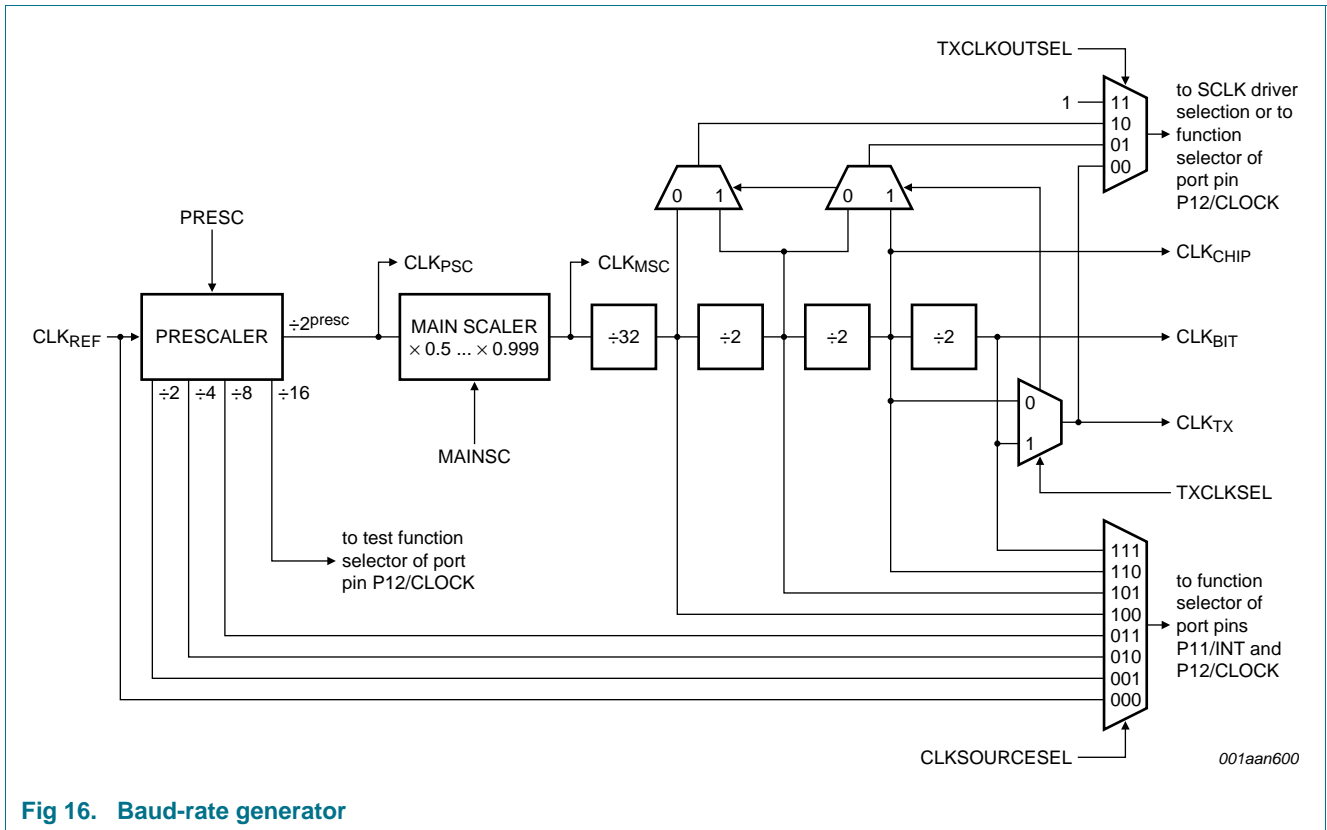 TXCLKOUTSEL
1
11
10
01
00
to SCLK driver
selection or to
function
selector of
port pin
P12/CLOCK
0 1
0 1
PRESC
CLKPSC
CLKMSC
CLKCHIP
CLKREF
PRESCALER
÷2presc
MAIN SCALER
× 0.5 ... × 0.999
÷32
÷2
÷2
÷2
CLKBIT
÷2
÷4
÷8
÷16
MAINSC
0
1
CLKTX
TXCLKSEL
to test function
selector of port
pin P12/CLOCK
111
110
101
100
011
010
001
000
to function
selector of
port pins
P11/INT and
P12/CLOCK
CLKSOURCESEL
001aan600
Fig 16. Baud-rate generator